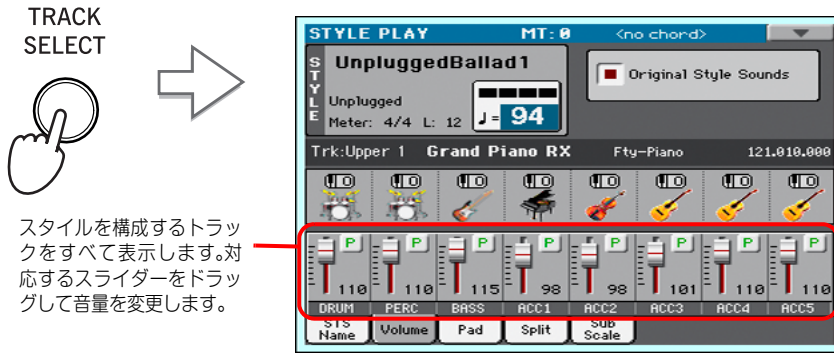 TRACK
SELECT
スタイルを構成するトラッ
クをすべて表示します。対
応するスライダーをドラッ
グして音量を変更します。
STYLE PLAY MT: 0 <no chord>
STYLE
UnpluggedBallad1
Unplugged
Meter: 4/4 L: 12 ♩= 94
Original Style Sounds
Trk:Upper 1 Grand Piano RX Fty-Piano 121.010.000
P P P P P P P P
110 110 115 98 98 101 110 110
DRUM PERC BASS ACC1 ACC2 ACC3 ACC4 ACC5
STS Name Volume Pad Split Sub Scale